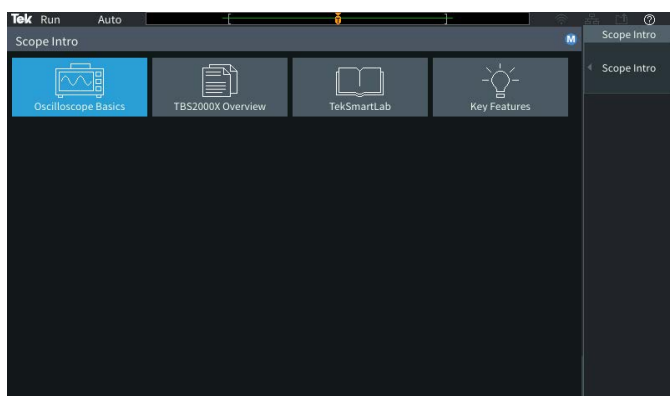 Tek Run Auto
Scope Intro
M
Scope Intro
Scope Intro
Oscilloscope Basics
TBS2000X Overview
TekSmartLab
Key Features